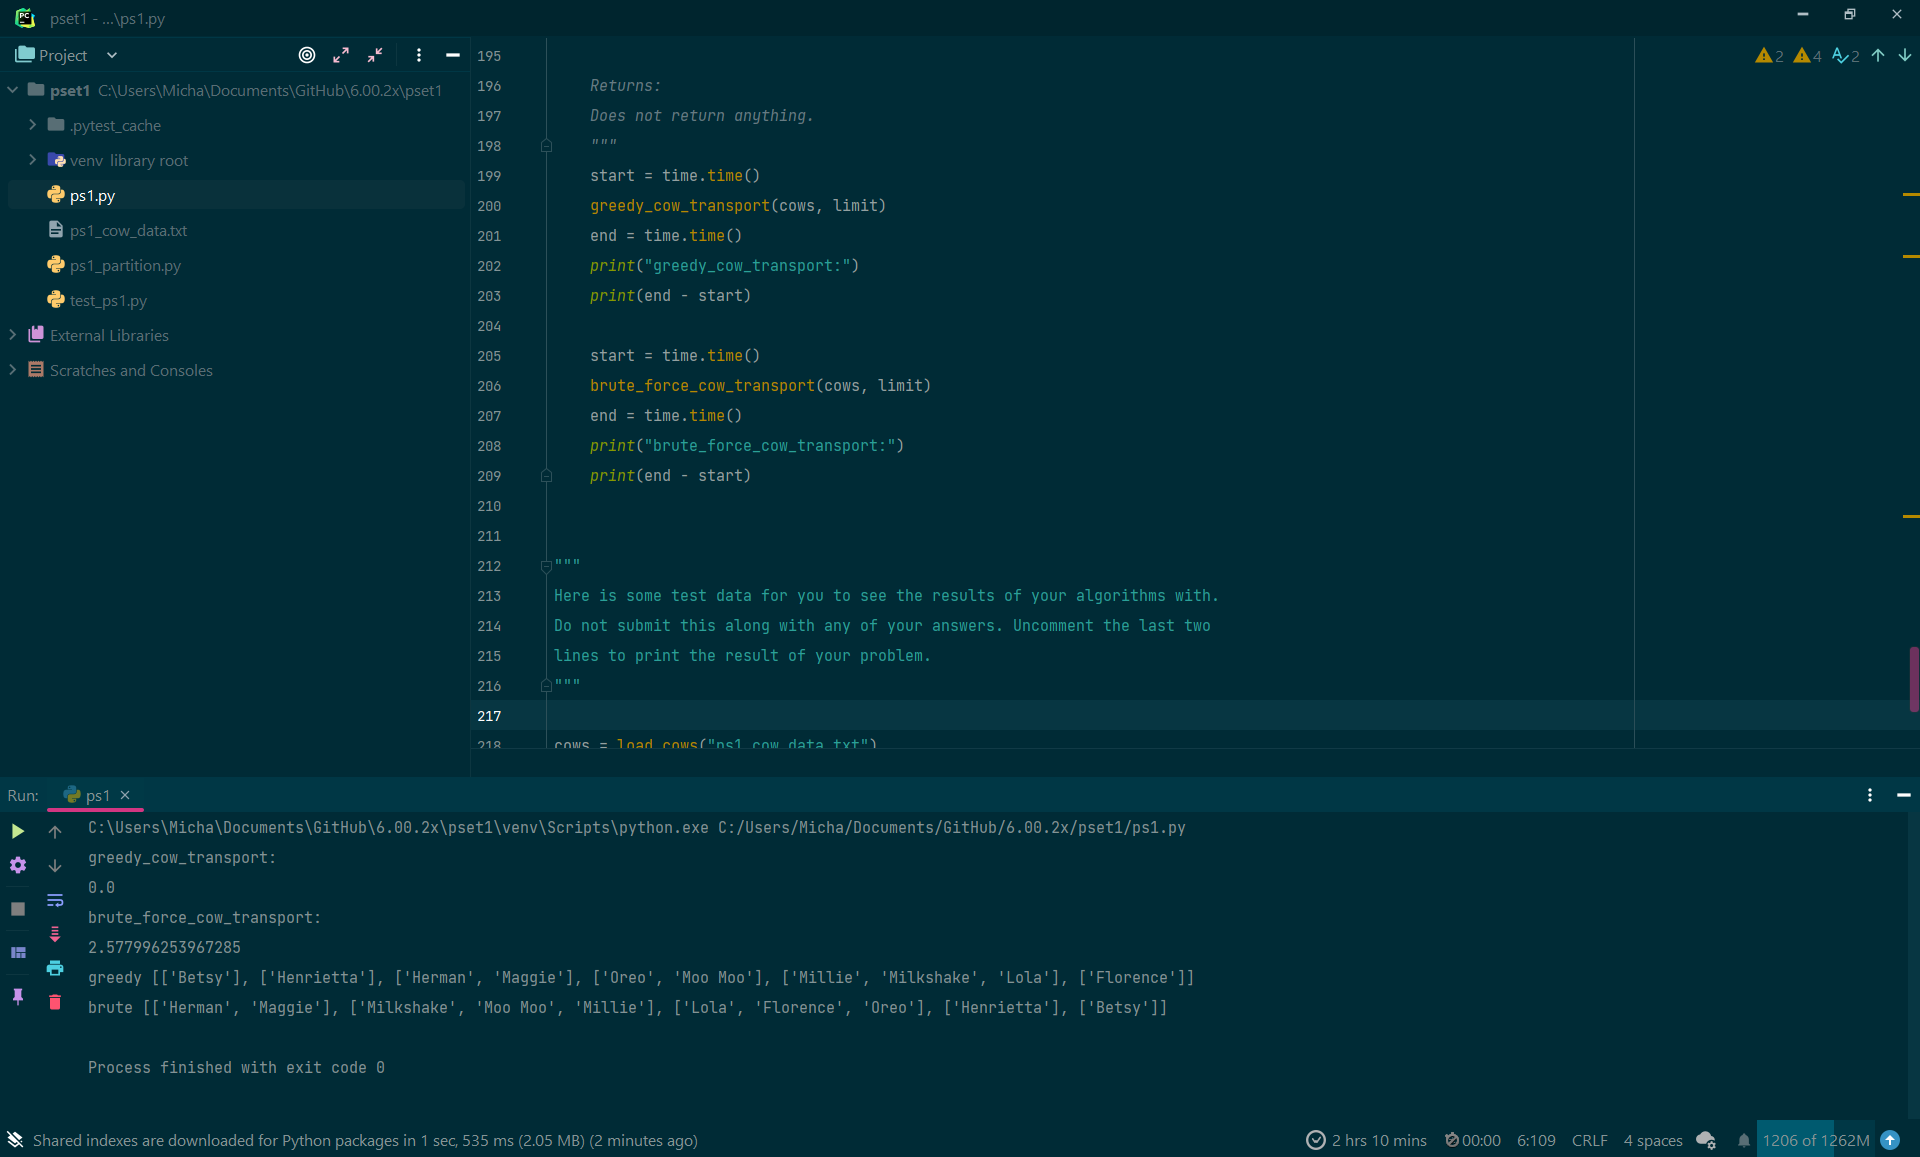 pset1 - ...\ps1.py
Project
pset1 C:\Users\Micha\Documents\GitHub\6.00.2x\pset1
.pytest_cache
venv library root
ps1.py
ps1_cow_data.txt
ps1_partition.py
test_ps1.py
External Libraries
Scratches and Consoles
2 4 2
195
196 Returns:
197 Does not return anything.
198 """
199 start = time.time()
200 greedy_cow_transport(cows, limit)
201 end = time.time()
202 print("greedy_cow_transport:")
203 print(end - start)
204
205 start = time.time()
206 brute_force_cow_transport(cows, limit)
207 end = time.time()
208 print("brute_force_cow_transport:")
209 print(end - start)
210
211
212 """
213 Here is some test data for you to see the results of your algorithms with.
214 Do not submit this along with any of your answers. Uncomment the last two
215 lines to print the result of your problem.
216 """
217
218 cows = load_cows("ps1_cow_data.txt")
Run: ps1
C:\Users\Micha\Documents\GitHub\6.00.2x\pset1\venv\Scripts\python.exe C:/Users/Micha/Documents/GitHub/6.00.2x/pset1/ps1.py
greedy_cow_transport:
0.0
brute_force_cow_transport:
2.577996253967285
greedy [['Betsy'], ['Henrietta'], ['Herman', 'Maggie'], ['Oreo', 'Moo Moo'], ['Millie', 'Milkshake', 'Lola'], ['Florence']]
brute [['Herman', 'Maggie'], ['Milkshake', 'Moo Moo', 'Millie'], ['Lola', 'Florence', 'Oreo'], ['Henrietta'], ['Betsy']]
Process finished with exit code 0
Shared indexes are downloaded for Python packages in 1 sec, 535 ms (2.05 MB) (2 minutes ago)
2 hrs 10 mins 00:00 6:109 CRLF 4 spaces 1206 of 1262M